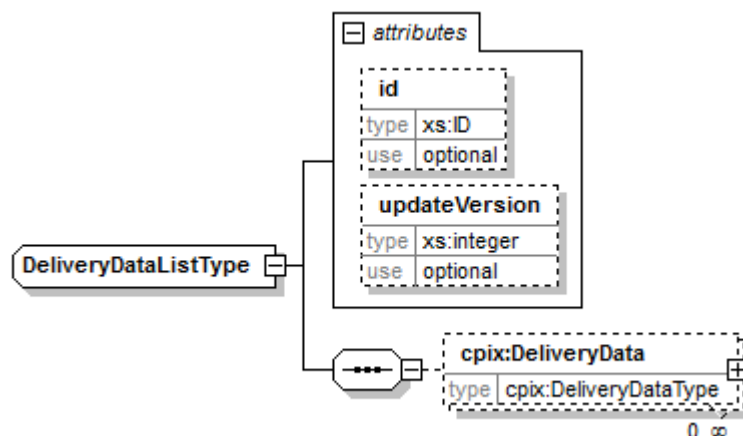 attributes
id
type xs:ID
use optional
updateVersion
type xs:integer
use optional
DeliveryDataListType
cpix:DeliveryData
type cpix:DeliveryDataType
0..∞